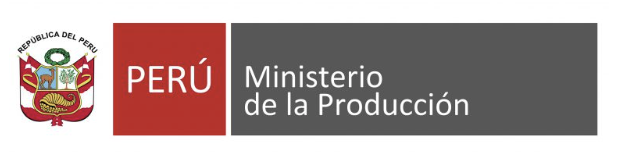 REPÚBLICA DEL PERÚ
PERÚ
Ministerio
de la Producción